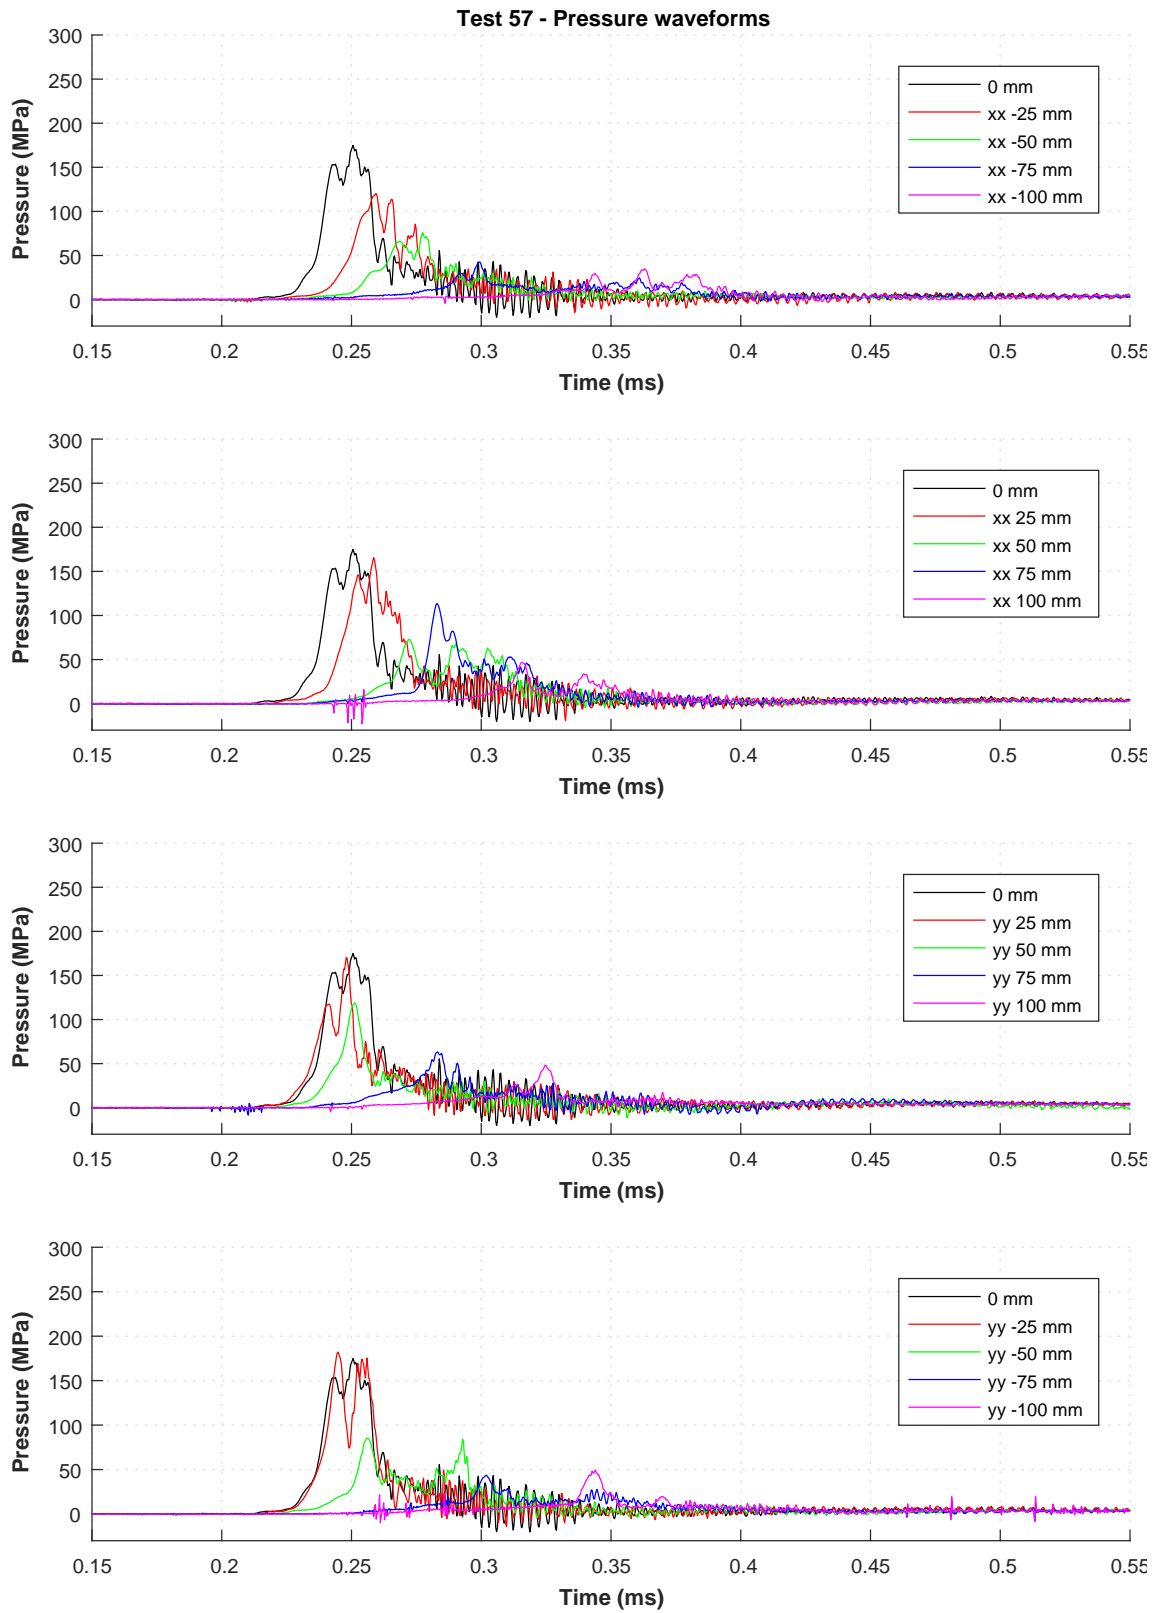 Test 57 - Pressure waveforms
300
250
200
150
100
50
0
Pressure (MPa)
0 mm
xx -25 mm
xx -50 mm
xx -75 mm
xx -100 mm
0.15 0.2 0.25 0.3 0.35 0.4 0.45 0.5 0.55
Time (ms)
300
250
200
150
100
50
0
Pressure (MPa)
0 mm
xx 25 mm
xx 50 mm
xx 75 mm
xx 100 mm
0.15 0.2 0.25 0.3 0.35 0.4 0.45 0.5 0.55
Time (ms)
300
250
200
150
100
50
0
Pressure (MPa)
0 mm
yy 25 mm
yy 50 mm
yy 75 mm
yy 100 mm
0.15 0.2 0.25 0.3 0.35 0.4 0.45 0.5 0.55
Time (ms)
300
250
200
150
100
50
0
Pressure (MPa)
0 mm
yy -25 mm
yy -50 mm
yy -75 mm
yy -100 mm
0.15 0.2 0.25 0.3 0.35 0.4 0.45 0.5 0.55
Time (ms)